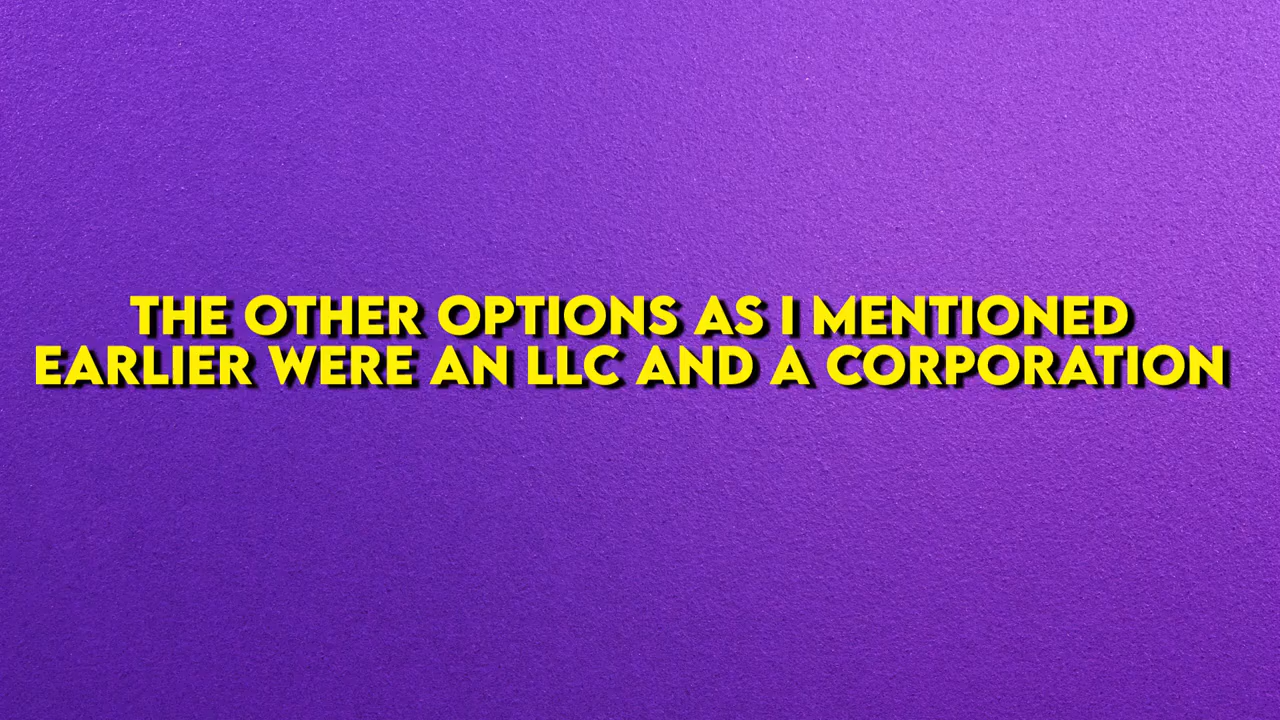 THE OTHER OPTIONS AS I MENTIONED
EARLIER WERE AN LLC AND A CORPORATION